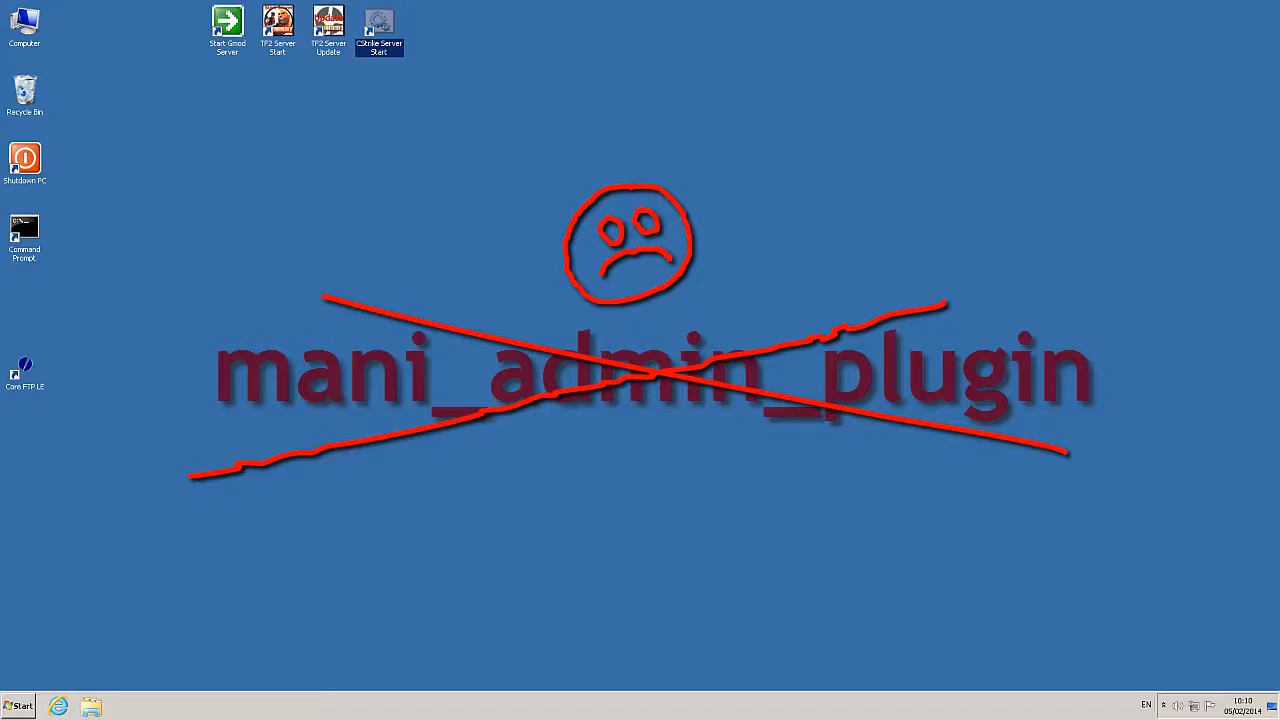 Computer
Start Gmod
Server
TF2 Server
Start
Update
TF2 Server
Update
CStrike Server
Start
Recycle Bin
Shutdown PC
C:\
Command
Prompt
mani_admin_plugin
Core FTP LE
Start
EN
10:10
05/02/2014